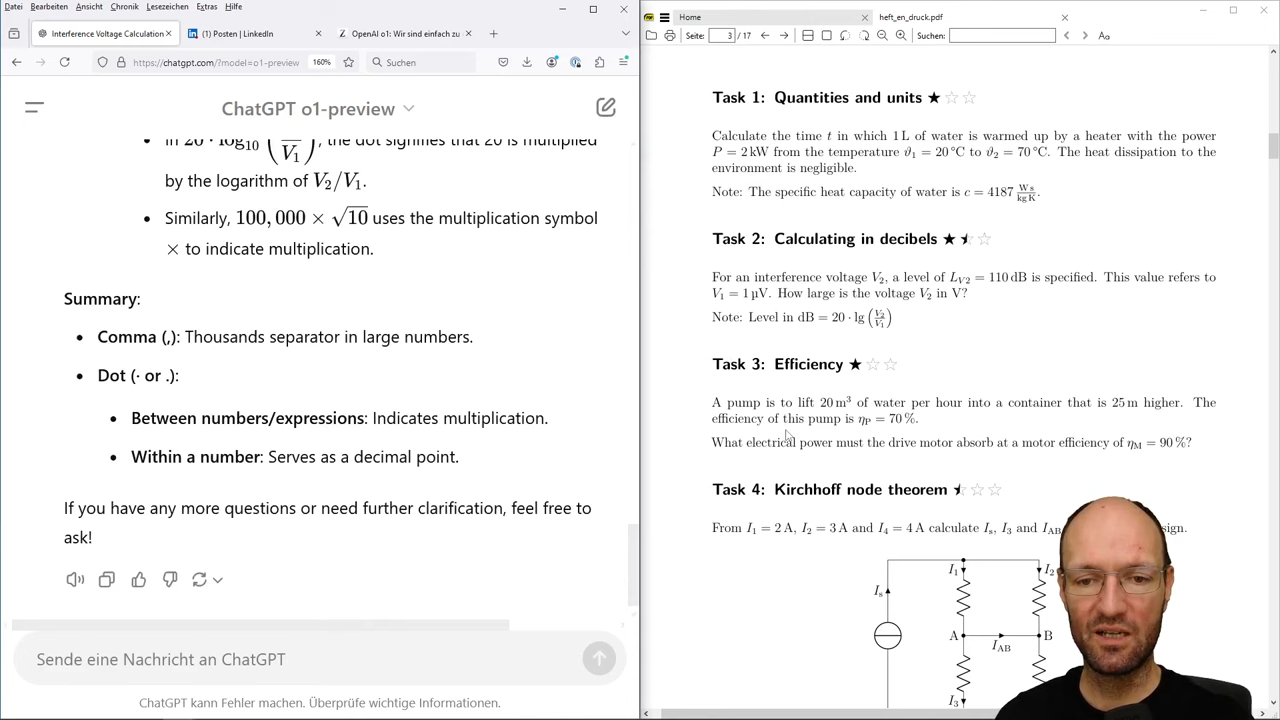 Datei Bearbeiten Ansicht Chronik Lesezeichen Extras Hilfe
Interference Voltage Calculation
(1) Posten | LinkedIn
OpenAI o1: Wir sind einfach zu
https://chatgpt.com/?model=o1-preview
160%
Suchen
ChatGPT o1-preview
In 20 · log10 (V1), the dot signifies that 20 is multiplied
by the logarithm of V2/V1.
Similarly, 100,000 × √10 uses the multiplication symbol
× to indicate multiplication.
Summary:
Comma (,): Thousands separator in large numbers.
Dot (· or .):
Between numbers/expressions: Indicates multiplication.
Within a number: Serves as a decimal point.
If you have any more questions or need further clarification, feel free to
ask!
Sende eine Nachricht an ChatGPT
ChatGPT kann Fehler machen. Überprüfe wichtige Informationen.
Home
heft_en_druck.pdf
Seite: 3 / 17
Suchen:
Task 1: Quantities and units ★☆☆
Calculate the time t in which 1 L of water is warmed up by a heater with the power
P = 2 kW from the temperature ϑ1 = 20 °C to ϑ2 = 70 °C. The heat dissipation to the
environment is negligible.
Note: The specific heat capacity of water is c = 4187 W s/kg K.
Task 2: Calculating in decibels
For an interference voltage V2, a level of LV2 = 110 dB is specified. This value refers to
V1 = 1 µV. How large is the voltage V2 in V?
Note: Level in dB = 20 · lg (V2/V1)
Task 3: Efficiency ★☆☆
A pump is to lift 20 m³ of water per hour into a container that is 25 m higher. The
efficiency of this pump is ηP = 70 %.
What electrical power must the drive motor absorb at a motor efficiency of ηM = 90 %?
Task 4: Kirchhoff node theorem
From I1 = 2 A, I2 = 3 A and I4 = 4 A calculate Is, I3 and IAB
sign.
I1
I2
Is
A
B
IAB
I3